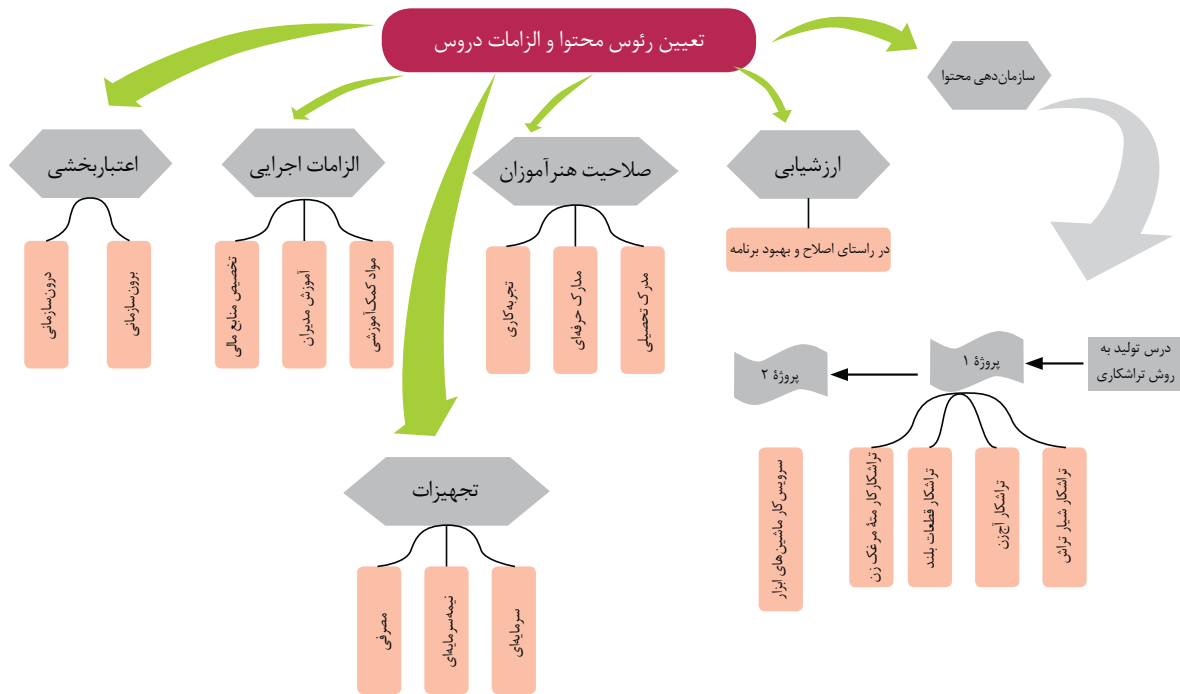 تعیین رئوس محتوا و الزامات دروس
سازمان‌دهی محتوا
ارزشیابی
در راستای اصلاح و بهبود برنامه
صلاحیت هنرآموزان
مدرک تحصیلی
مدارک حرفه‌ای
تجربه‌کاری
الزامات اجرایی
مواد کمک‌آموزشی
آموزش مدیران
تخصیص منابع مالی
اعتباربخشی
برون‌سازمانی
درون‌سازمانی
درس تولید به
روش تراشکاری
پروژهٔ ۱
پروژهٔ ۲
تراشکار شیار تراش
تراشکار آج‌زن
تراشکار قطعات بلند
تراشکار کار متهٔ مرغک زن
سرویس‌کار ماشین‌های ابزار
تجهیزات
سرمایه‌ای
نیمه‌سرمایه‌ای
مصرفی